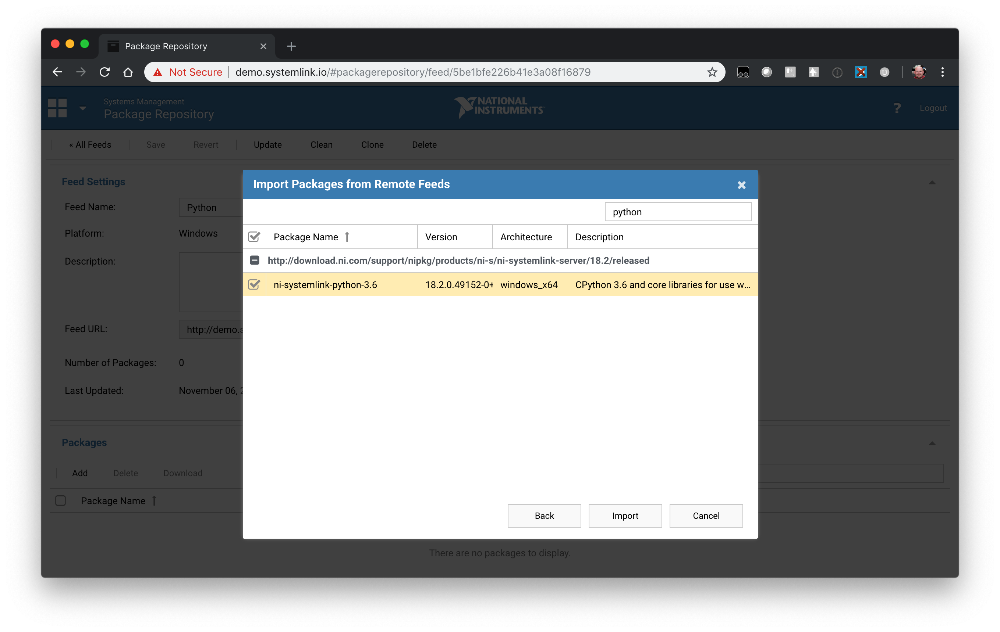 Package Repository
Not Secure demo.systemlink.io/#packagerepository/feed/5be1bfe226b41e3a08f16879
Systems Management
Package Repository
NATIONAL
INSTRUMENTS
? Logout
« All Feeds Save Revert Update Clean Clone Delete
Feed Settings
Feed Name: Python
Platform: Windows
Description:
Feed URL: http://demo.s
Number of Packages: 0
Last Updated: November 06, 2
Import Packages from Remote Feeds
python
Package Name Version Architecture Description
http://download.ni.com/support/nipkg/products/ni-s/ni-systemlink-server/18.2/released
ni-systemlink-python-3.6 18.2.0.49152-0+ windows_x64 CPython 3.6 and core libraries for use w...
Back Import Cancel
Packages
Add Delete Download
Package Name
There are no packages to display.